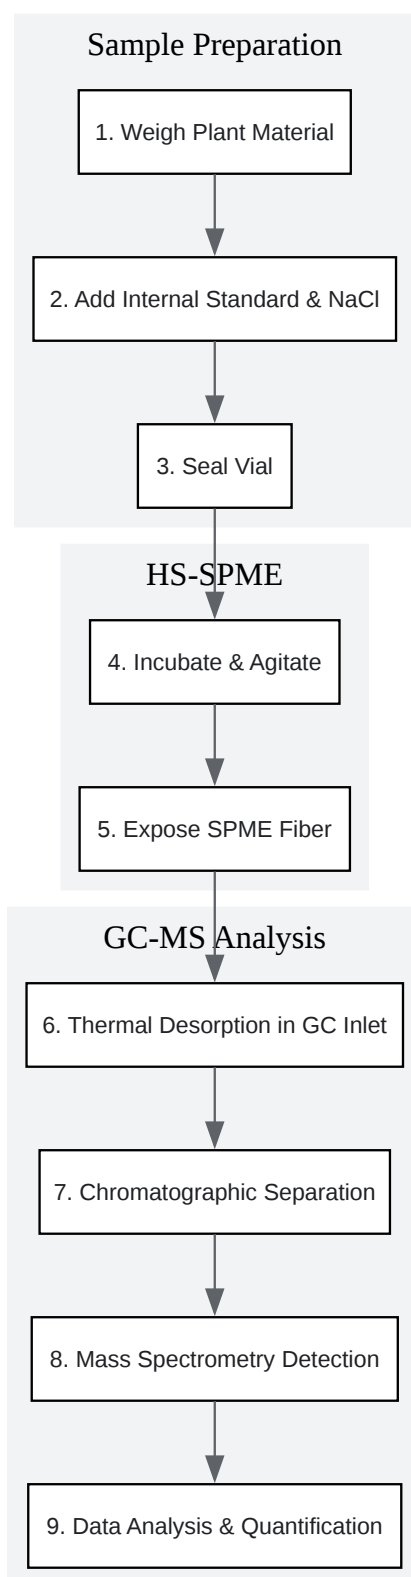 Sample Preparation
1. Weigh Plant Material
2. Add Internal Standard & NaCl
3. Seal Vial
HS-SPME
4. Incubate & Agitate
5. Expose SPME Fiber
GC-MS Analysis
6. Thermal Desorption in GC Inlet
7. Chromatographic Separation
8. Mass Spectrometry Detection
9. Data Analysis & Quantification